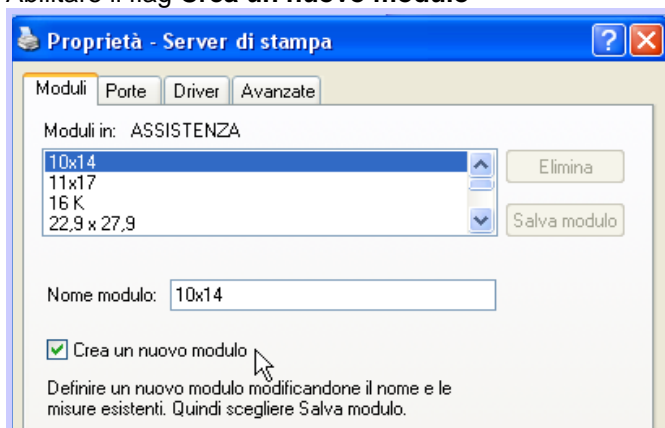 Abilitare il flag Crea un nuovo modulo
Proprietà - Server di stampa
Moduli Porte Driver Avanzate
Moduli in: ASSISTENZA
10x14
11x17
16 K
22,9 x 27,9
Elimina
Salva modulo
Nome modulo: 10x14
Crea un nuovo modulo
Definire un nuovo modulo modificandone il nome e le
misure esistenti. Quindi scegliere Salva modulo.